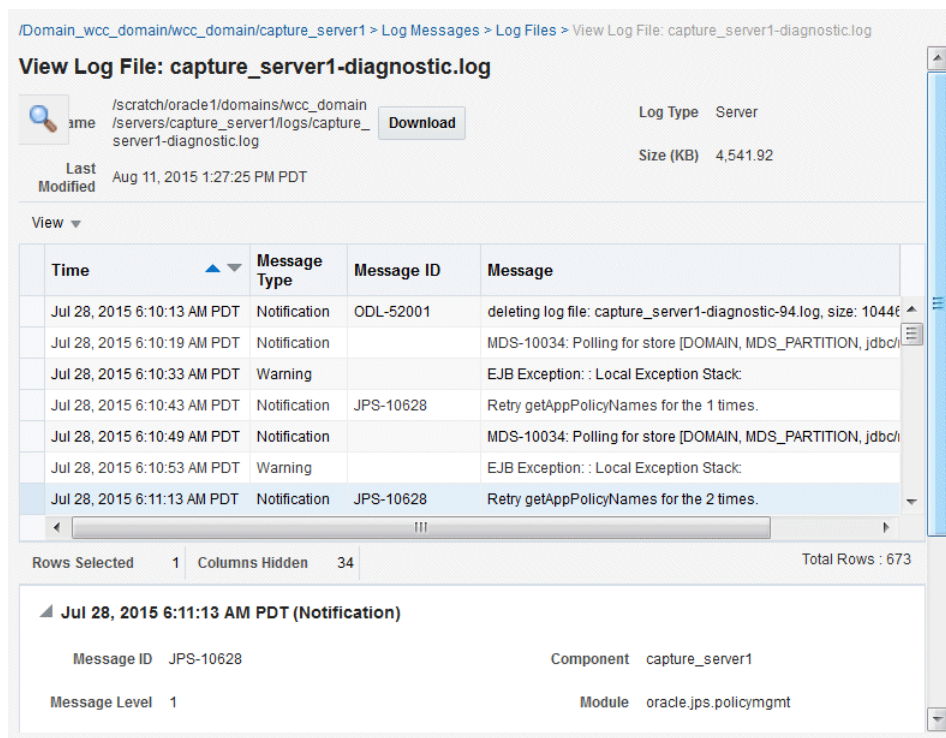 /Domain_wcc_domain/wcc_domain/capture_server1 > Log Messages > Log Files > View Log File: capture_server1-diagnostic.log
View Log File: capture_server1-diagnostic.log
ame /scratch/oracle1/domains/wcc_domain
/servers/capture_server1/logs/capture_
server1-diagnostic.log
Download
Log Type Server
Size (KB) 4,541.92
Last
Modified
Aug 11, 2015 1:27:25 PM PDT
View
Time Message Type Message ID Message
Jul 28, 2015 6:10:13 AM PDT Notification ODL-52001 deleting log file: capture_server1-diagnostic-94.log, size: 10446
Jul 28, 2015 6:10:19 AM PDT Notification MDS-10034: Polling for store [DOMAIN, MDS_PARTITION, jdbc/
Jul 28, 2015 6:10:33 AM PDT Warning EJB Exception: : Local Exception Stack:
Jul 28, 2015 6:10:43 AM PDT Notification JPS-10628 Retry getAppPolicyNames for the 1 times.
Jul 28, 2015 6:10:49 AM PDT Notification MDS-10034: Polling for store [DOMAIN, MDS_PARTITION, jdbc/
Jul 28, 2015 6:10:53 AM PDT Warning EJB Exception: : Local Exception Stack:
Jul 28, 2015 6:11:13 AM PDT Notification JPS-10628 Retry getAppPolicyNames for the 2 times.
Rows Selected 1 Columns Hidden 34 Total Rows : 673
Jul 28, 2015 6:11:13 AM PDT (Notification)
Message ID JPS-10628 Component capture_server1
Message Level 1 Module oracle.jps.policymgmt